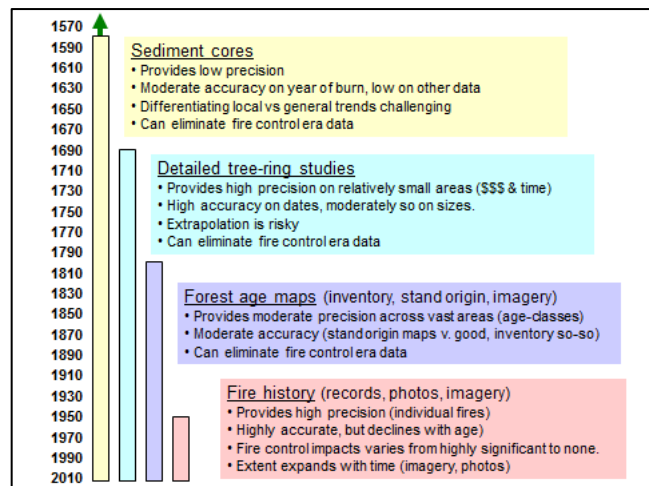 1570
1590
1610
1630
1650
1670
1690
1710
1730
1750
1770
1790
1810
1830
1850
1870
1890
1910
1930
1950
1970
1990
2010
Sediment cores
• Provides low precision
• Moderate accuracy on year of burn, low on other data
• Differentiating local vs general trends challenging
• Can eliminate fire control era data
Detailed tree-ring studies
• Provides high precision on relatively small areas ($$$ & time)
• High accuracy on dates, moderately so on sizes.
• Extrapolation is risky
• Can eliminate fire control era data
Forest age maps (inventory, stand origin, imagery)
• Provides moderate precision across vast areas (age-classes)
• Moderate accuracy (stand origin maps v. good, inventory so-so)
• Can eliminate fire control era data
Fire history (records, photos, imagery)
• Provides high precision (individual fires)
• Highly accurate, but declines with age)
• Fire control impacts varies from highly significant to none.
• Extent expands with time (imagery, photos)